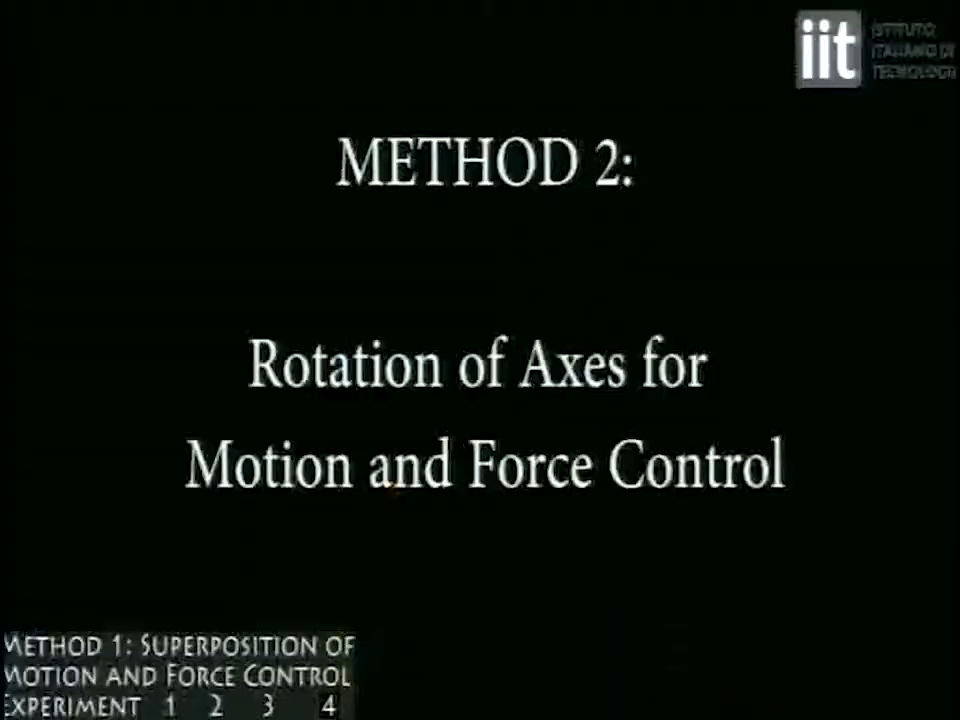 iit
ISTITUTO
ITALIANO DI
TECNOLOGIA
METHOD 2:
Rotation of Axes for
Motion and Force Control
METHOD 1: SUPERPOSITION OF
MOTION AND FORCE CONTROL
EXPERIMENT 1 2 3 4